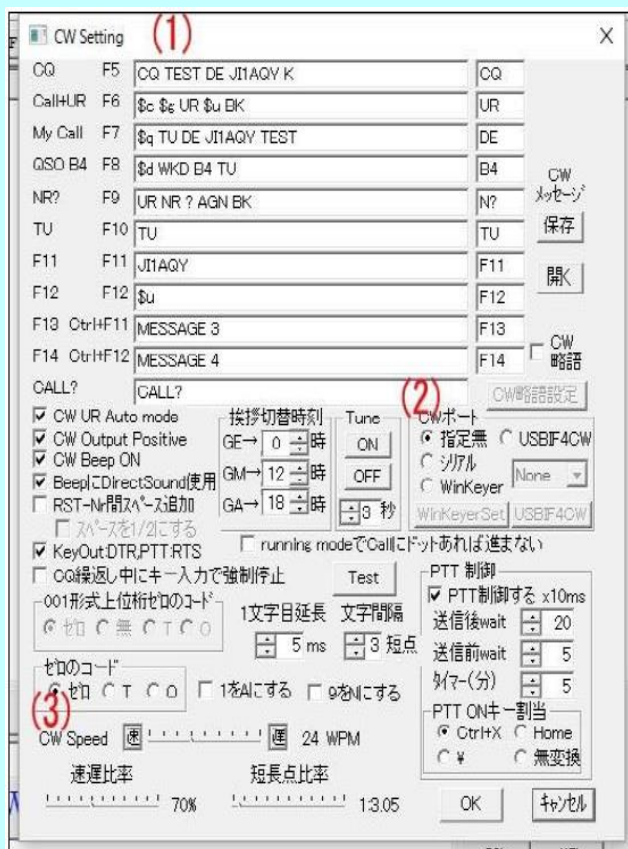 CW Setting
(1)
CQ F5 CQ TEST DE JI1AQY K CQ
Call+UR F6 $c $g UR $u BK UR
My Call F7 $q TU DE JI1AQY TEST DE
QSO B4 F8 $d WKD B4 TU B4
NR? F9 UR NR ? AGN BK N?
TU F10 TU TU
F11 F11 JI1AQY F11
F12 F12 $u F12
F13 Ctrl+F11 MESSAGE 3 F13
F14 Ctrl+F12 MESSAGE 4 F14
CALL? CALL?
CW
メッセージ
保存
開く
CW
略語
CW略語設定
CW UR Auto mode
CW Output Positive
CW Beep ON
BeepにDirectSound使用
RST-Nr間スペース追加
スペースを1/2にする
KeyOut:DTR,PTT:RTS
CQ繰返し中にキー入力で強制停止
挨拶切替時刻
GE→ 0 時
GM→ 12 時
GA→ 18 時
Tune
ON
OFF
3 秒
(2)
CWポート
指定無 USBIF4CW
シリアル
WinKeyer
None
WinKeyerSet USBIF4CW
running modeでCallにドットあれば進まない
Test
001形式上位桁ゼロのコード
ゼロ 無 T O
1文字目延長 文字間隔
5 ms 3 短点
PTT 制御
PTT制御する x10ms
送信後wait 20
送信前wait 5
タイマー(分) 5
PTT ONキー割当
Ctrl+X Home
¥ 無変換
ゼロのコード
ゼロ T O
1をAにする 9をNにする
(3)
CW Speed 速 遅 24 WPM
速遅比率 短長点比率
70% 1:3.05
OK キャンセル